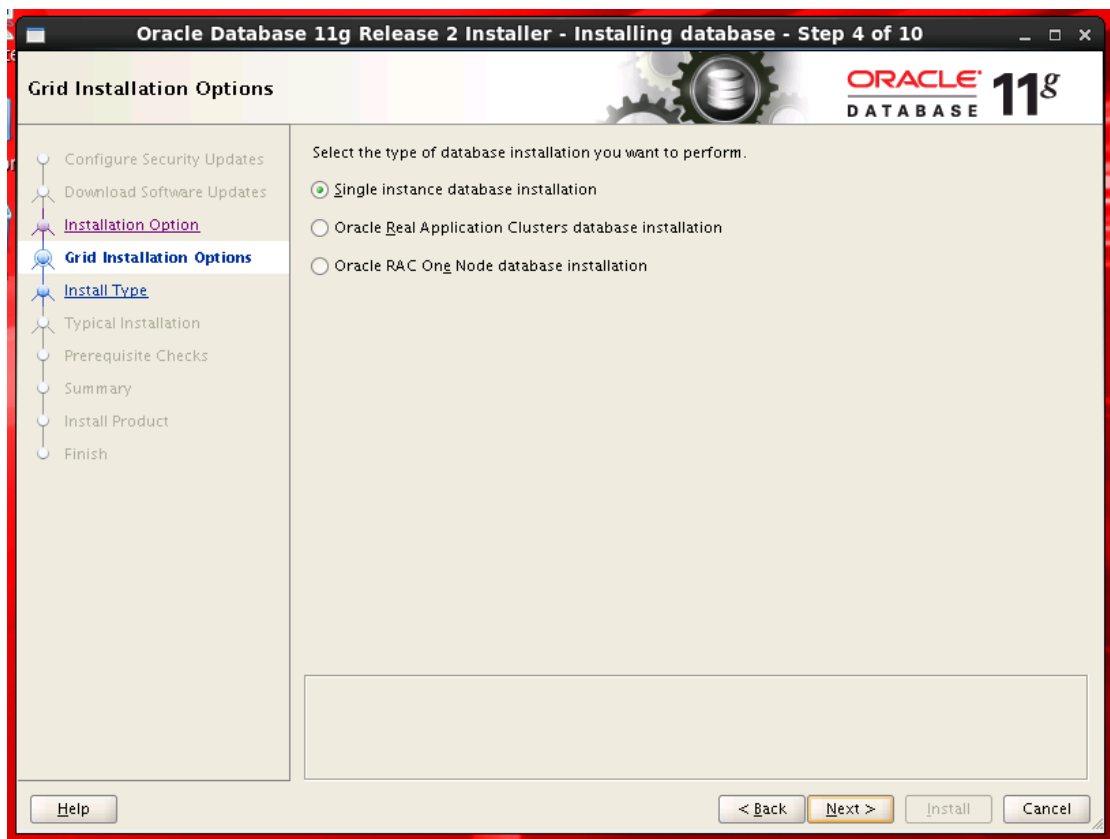 Oracle Database 11g Release 2 Installer - Installing database - Step 4 of 10
Grid Installation Options
ORACLE DATABASE 11g
Configure Security Updates
Download Software Updates
Installation Option
Grid Installation Options
Install Type
Typical Installation
Prerequisite Checks
Summary
Install Product
Finish
Select the type of database installation you want to perform.
Single instance database installation
Oracle Real Application Clusters database installation
Oracle RAC One Node database installation
Help
< Back
Next >
Install
Cancel